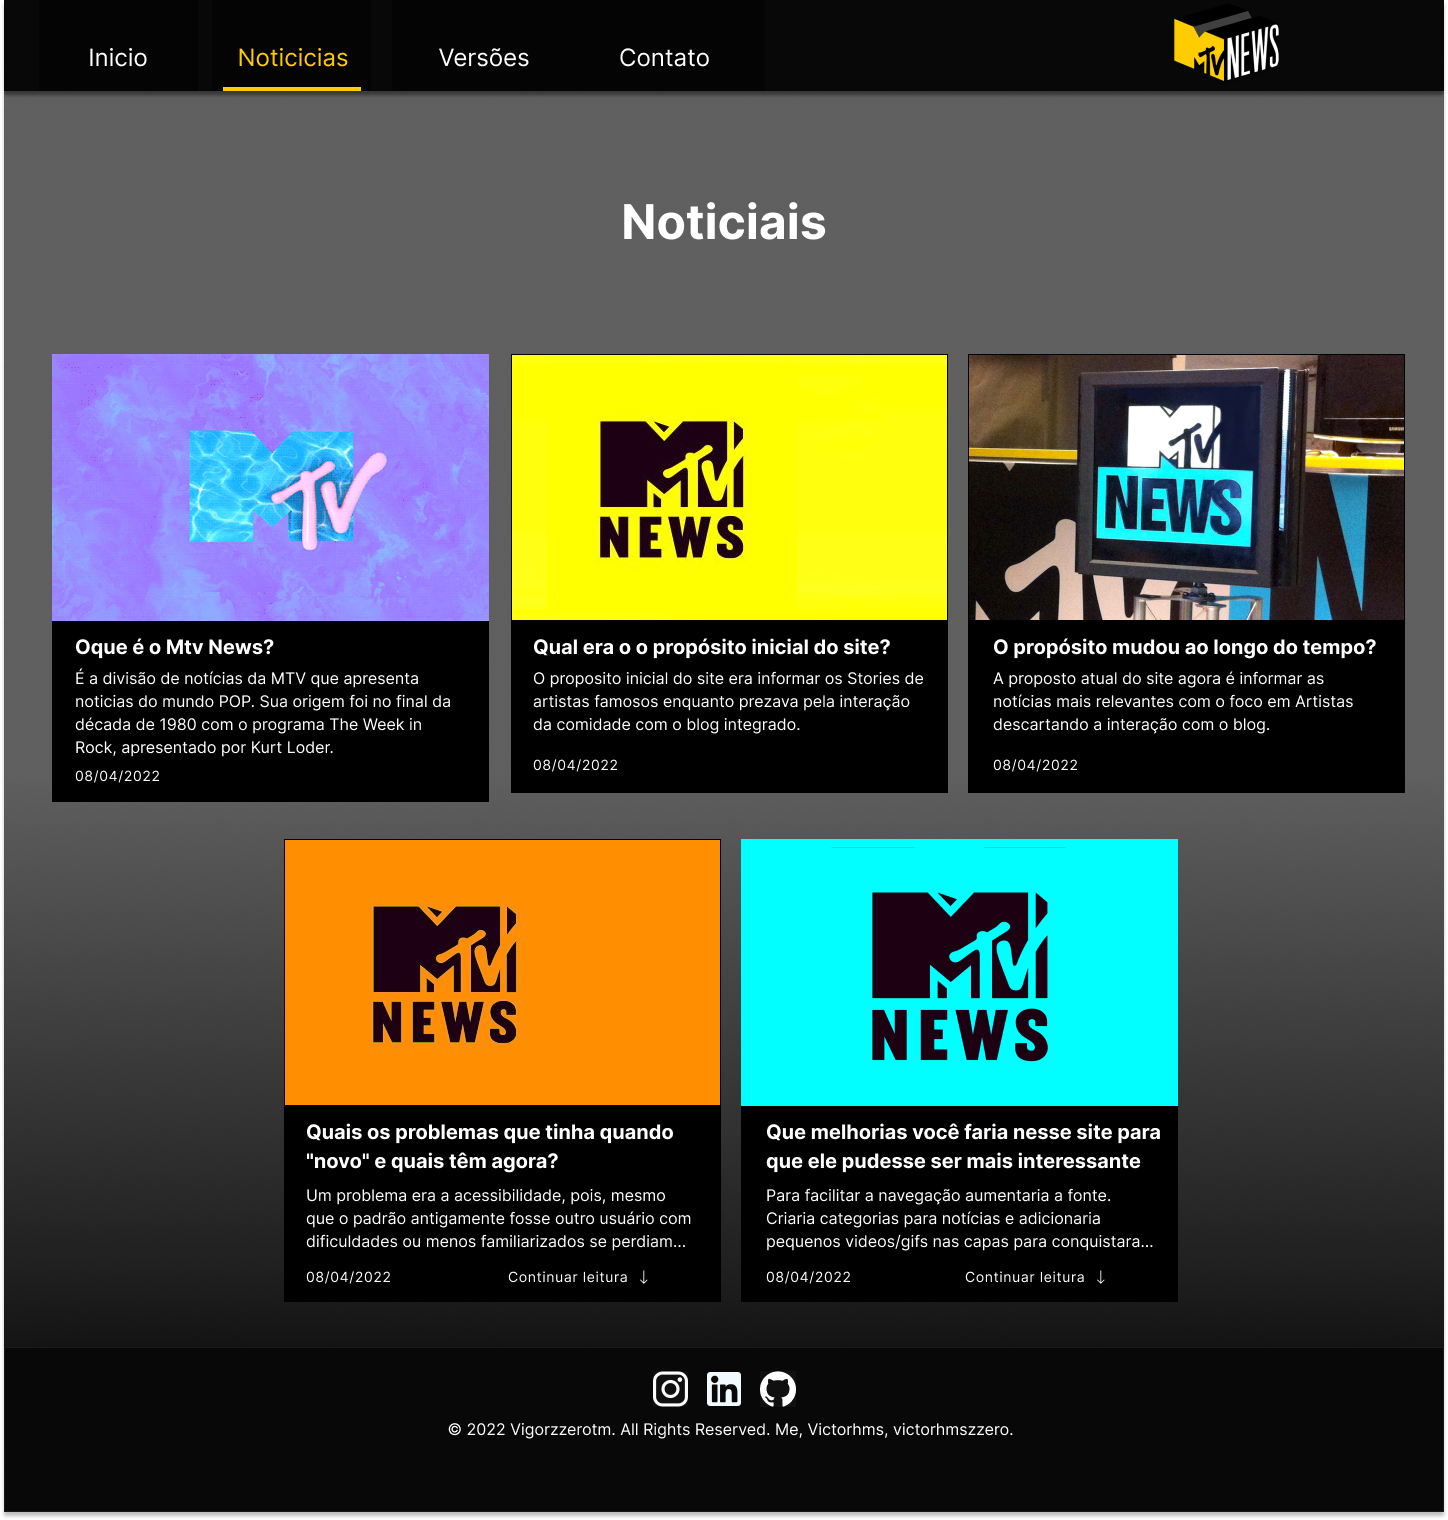 Inicio
Noticicias
Versões
Contato
MTV NEWS
Noticiais
MTV
MTV
NEWS
MTV
NEWS
Oque é o Mtv News?
É a divisão de notícias da MTV que apresenta
noticias do mundo POP. Sua origem foi no final da
década de 1980 com o programa The Week in
Rock, apresentado por Kurt Loder.
08/04/2022
Qual era o o propósito inicial do site?
O proposito inicial do site era informar os Stories de
artistas famosos enquanto prezava pela interação
da comidade com o blog integrado.
08/04/2022
O propósito mudou ao longo do tempo?
A proposto atual do site agora é informar as
notícias mais relevantes com o foco em Artistas
descartando a interação com o blog.
08/04/2022
MTV
NEWS
Quais os problemas que tinha quando
"novo" e quais têm agora?
Um problema era a acessibilidade, pois, mesmo
que o padrão antigamente fosse outro usuário com
dificuldades ou menos familiarizados se perdiam...
08/04/2022
Continuar leitura ↓
MTV
NEWS
Que melhorias você faria nesse site para
que ele pudesse ser mais interessante
Para facilitar a navegação aumentaria a fonte.
Criaria categorias para notícias e adicionaria
pequenos videos/gifs nas capas para conquistara...
08/04/2022
Continuar leitura ↓
in
© 2022 Vigorzzerotm. All Rights Reserved. Me, Victorhms, victorhmszzero.